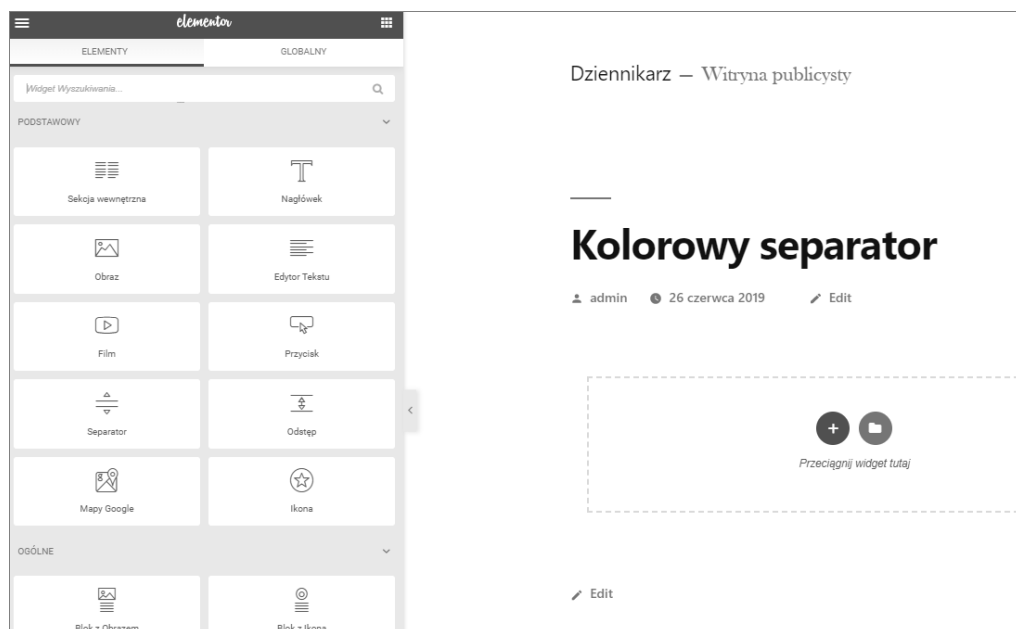 elementor
ELEMENTY GLOBALNY
Widget Wyszukiwania...
PODSTAWOWY
Sekcja wewnętrzna Nagłówek
Obraz Edytor Tekstu
Film Przycisk
Separator Odstęp
Mapy Google Ikona
OGÓLNE
Blok z Obrazem Blok z Ikoną
Dziennikarz — Witryna publicysty
Kolorowy separator
admin 26 czerwca 2019 Edit
Przeciągnij widget tutaj
Edit